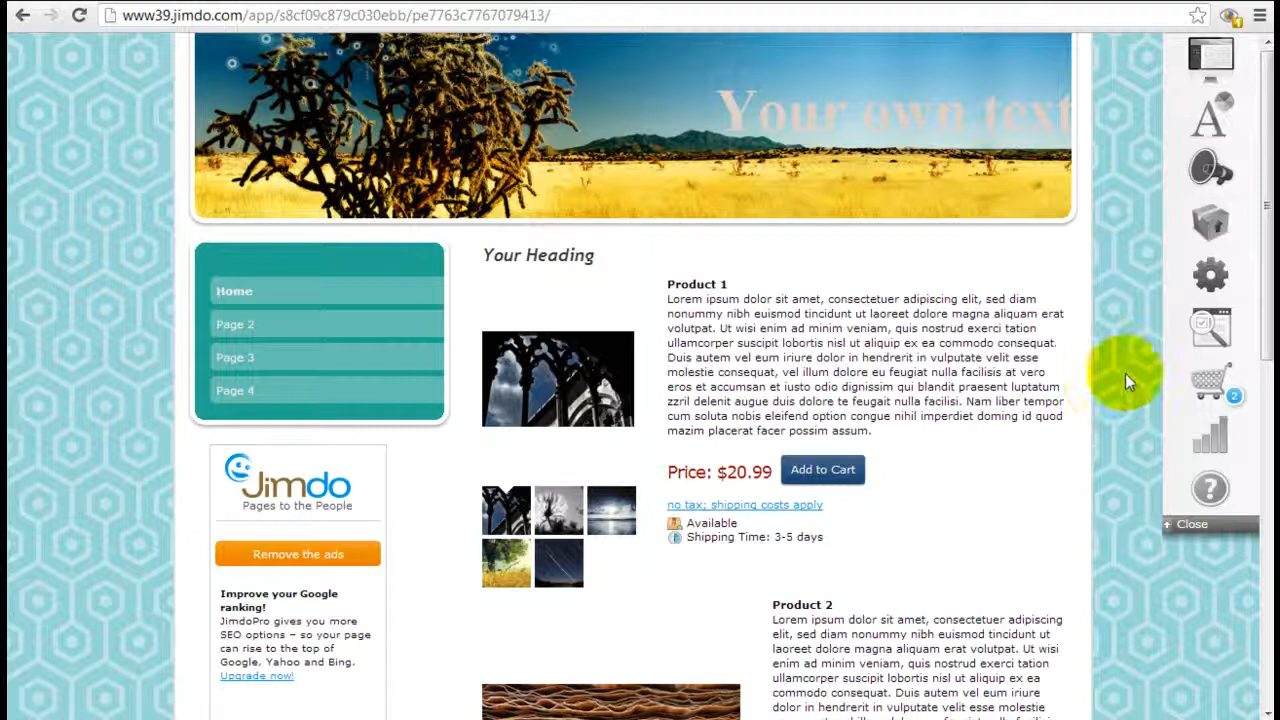 www39.jimdo.com/app/s8cf09c879c030ebb/pe7763c7767079413/
1
Your own text
Home
Page 2
Page 3
Page 4
Jimdo
Pages to the People
Remove the ads
Improve your Google
ranking!
JimdoPro gives you more
SEO options – so your page
can rise to the top of
Google, Yahoo and Bing.
Upgrade now!
Your Heading
Product 1
Lorem ipsum dolor sit amet, consectetuer adipiscing elit, sed diam
nonummy nibh euismod tincidunt ut laoreet dolore magna aliquam erat
volutpat. Ut wisi enim ad minim veniam, quis nostrud exerci tation
ullamcorper suscipit lobortis nisl ut aliquip ex ea commodo consequat.
Duis autem vel eum iriure dolor in hendrerit in vulputate velit esse
molestie consequat, vel illum dolore eu feugiat nulla facilisis at vero
eros et accumsan et iusto odio dignissim qui blandit praesent luptatum
zzril delenit augue duis dolore te feugait nulla facilisi. Nam liber tempor
cum soluta nobis eleifend option congue nihil imperdiet doming id quod
mazim placerat facer possim assum.
Price: $20.99
Add to Cart
no tax; shipping costs apply
Available
Shipping Time: 3-5 days
Product 2
Lorem ipsum dolor sit amet, consectetuer adipiscing
elit, sed diam nonummy nibh euismod tincidunt ut
laoreet dolore magna aliquam erat volutpat. Ut wisi
enim ad minim veniam, quis nostrud exerci tation
ullamcorper suscipit lobortis nisl ut aliquip ex ea
commodo consequat. Duis autem vel eum iriure
dolor in hendrerit in vulputate velit esse molestie
A
2
?
Close